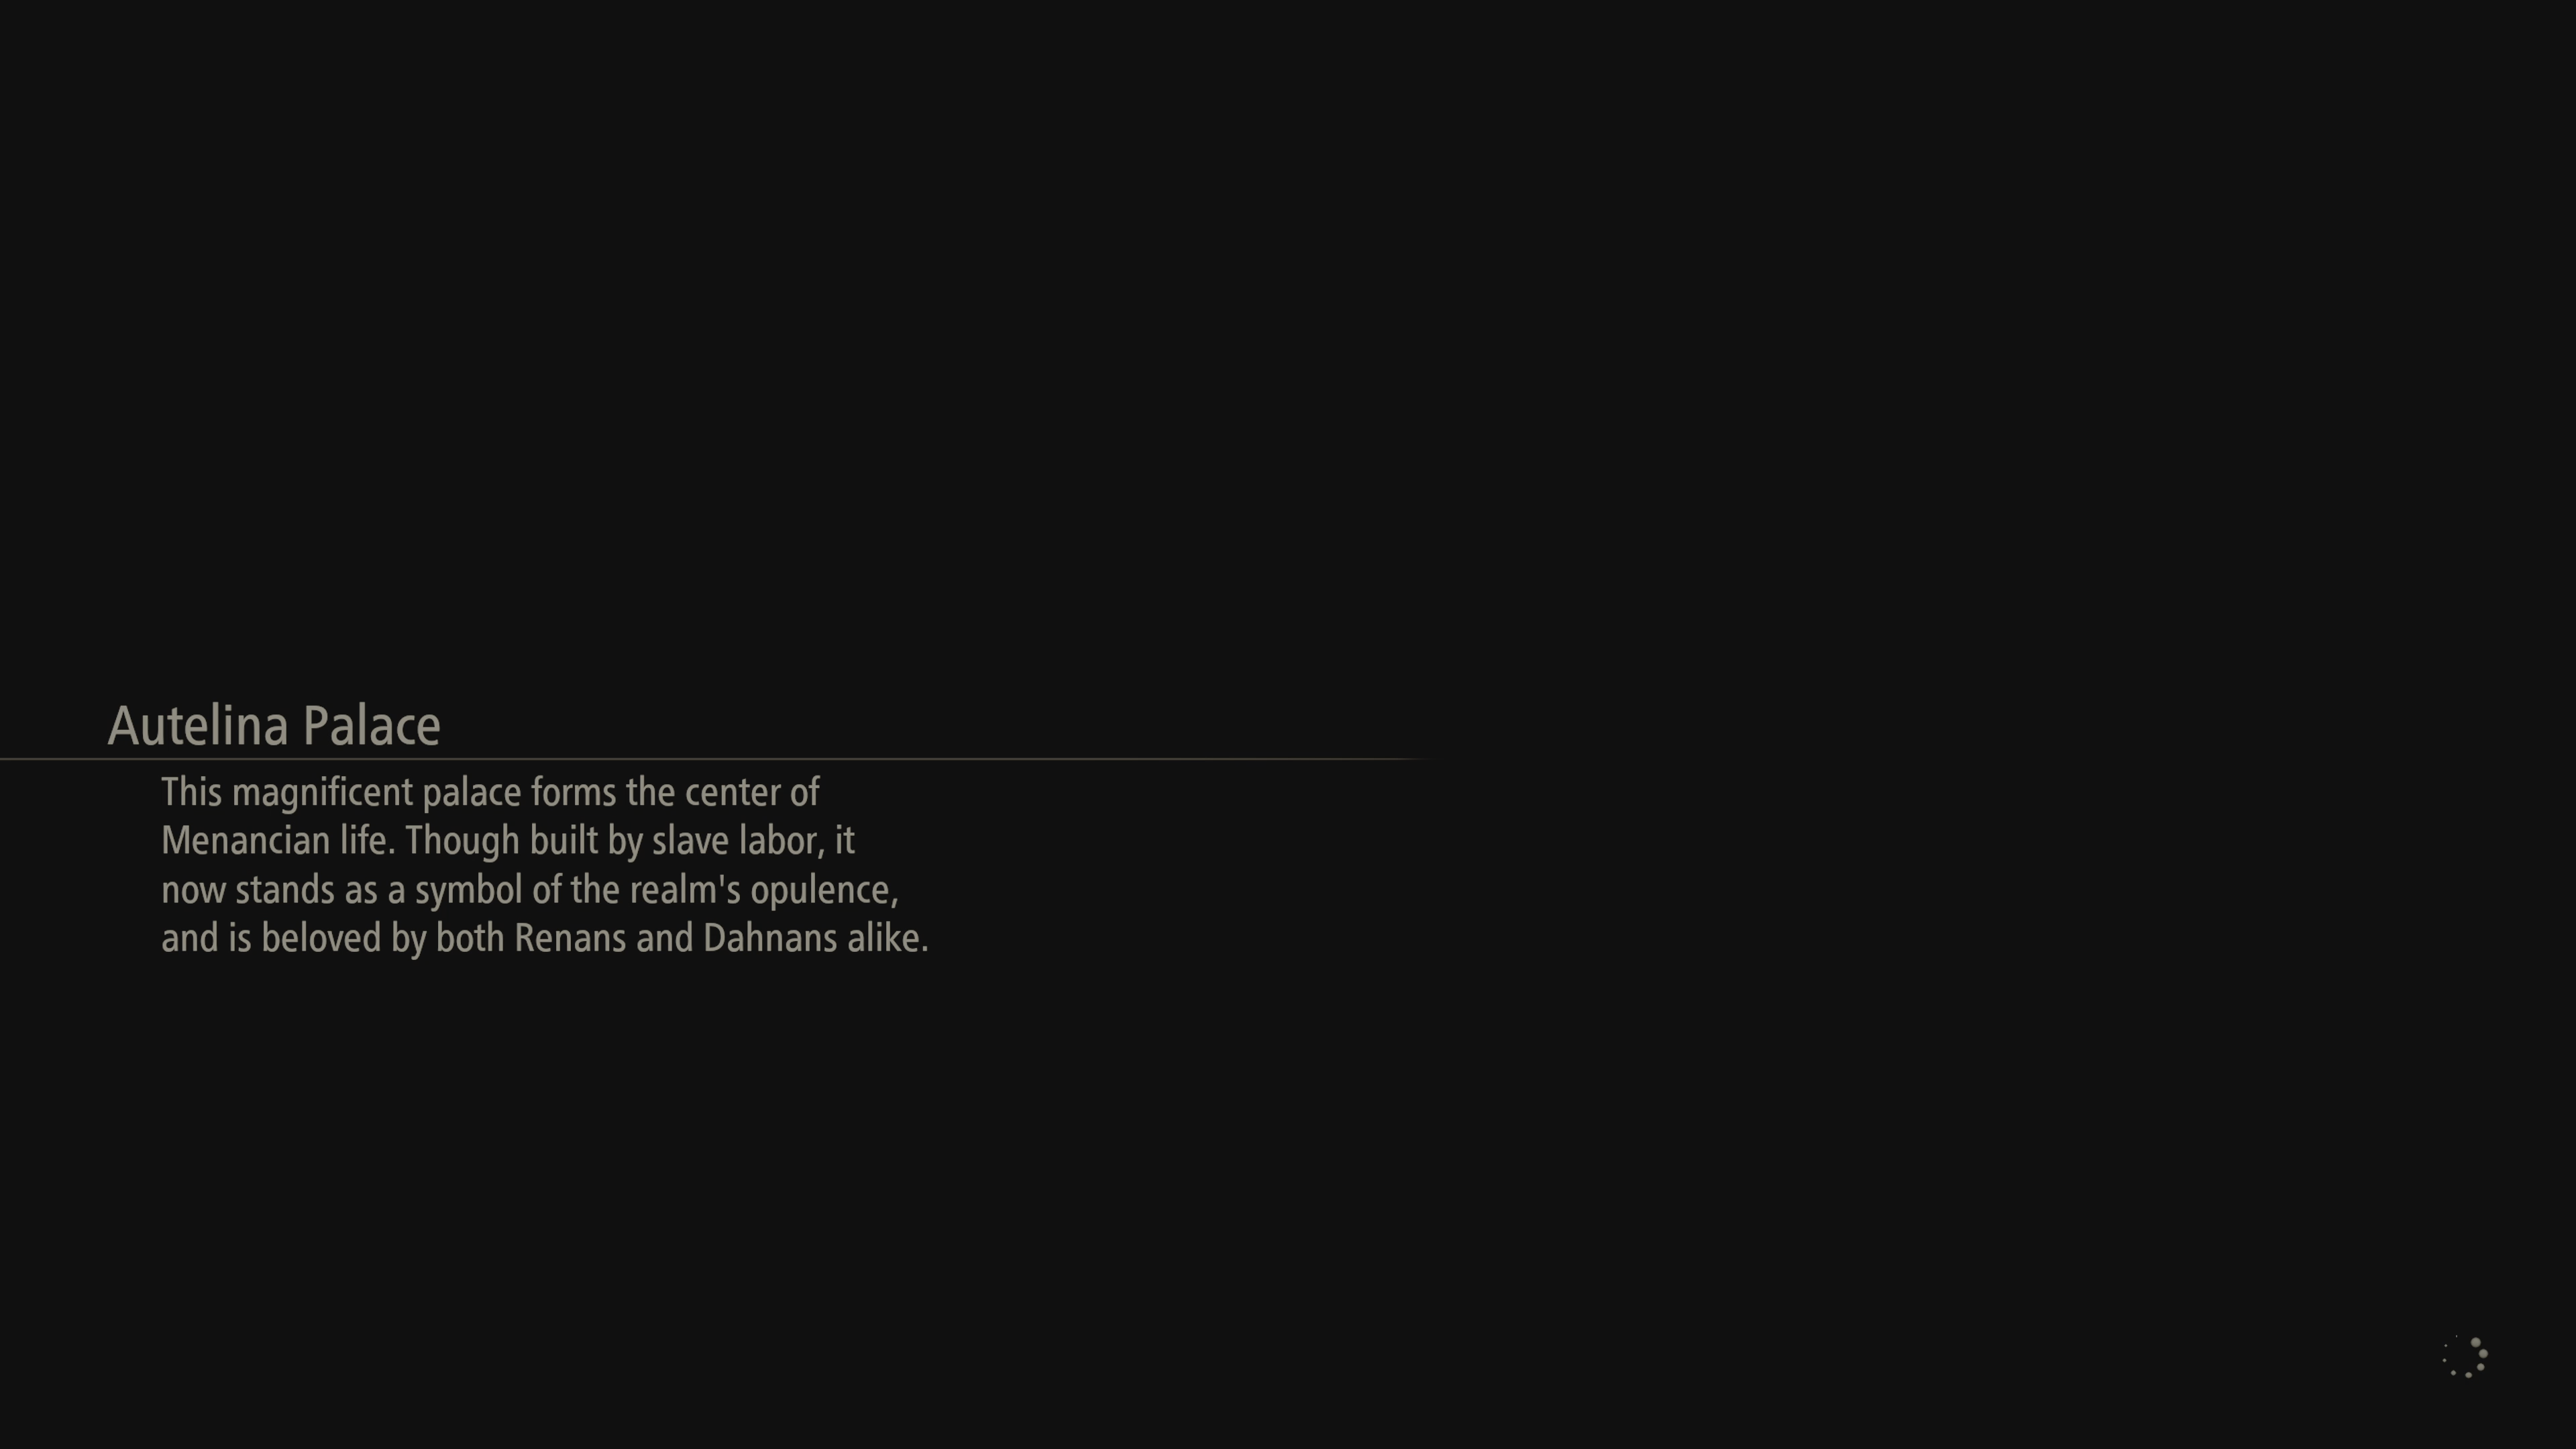 Autelina Palace
This magnificent palace forms the center of
Menancian life. Though built by slave labor, it
now stands as a symbol of the realm's opulence,
and is beloved by both Renans and Dahnans alike.